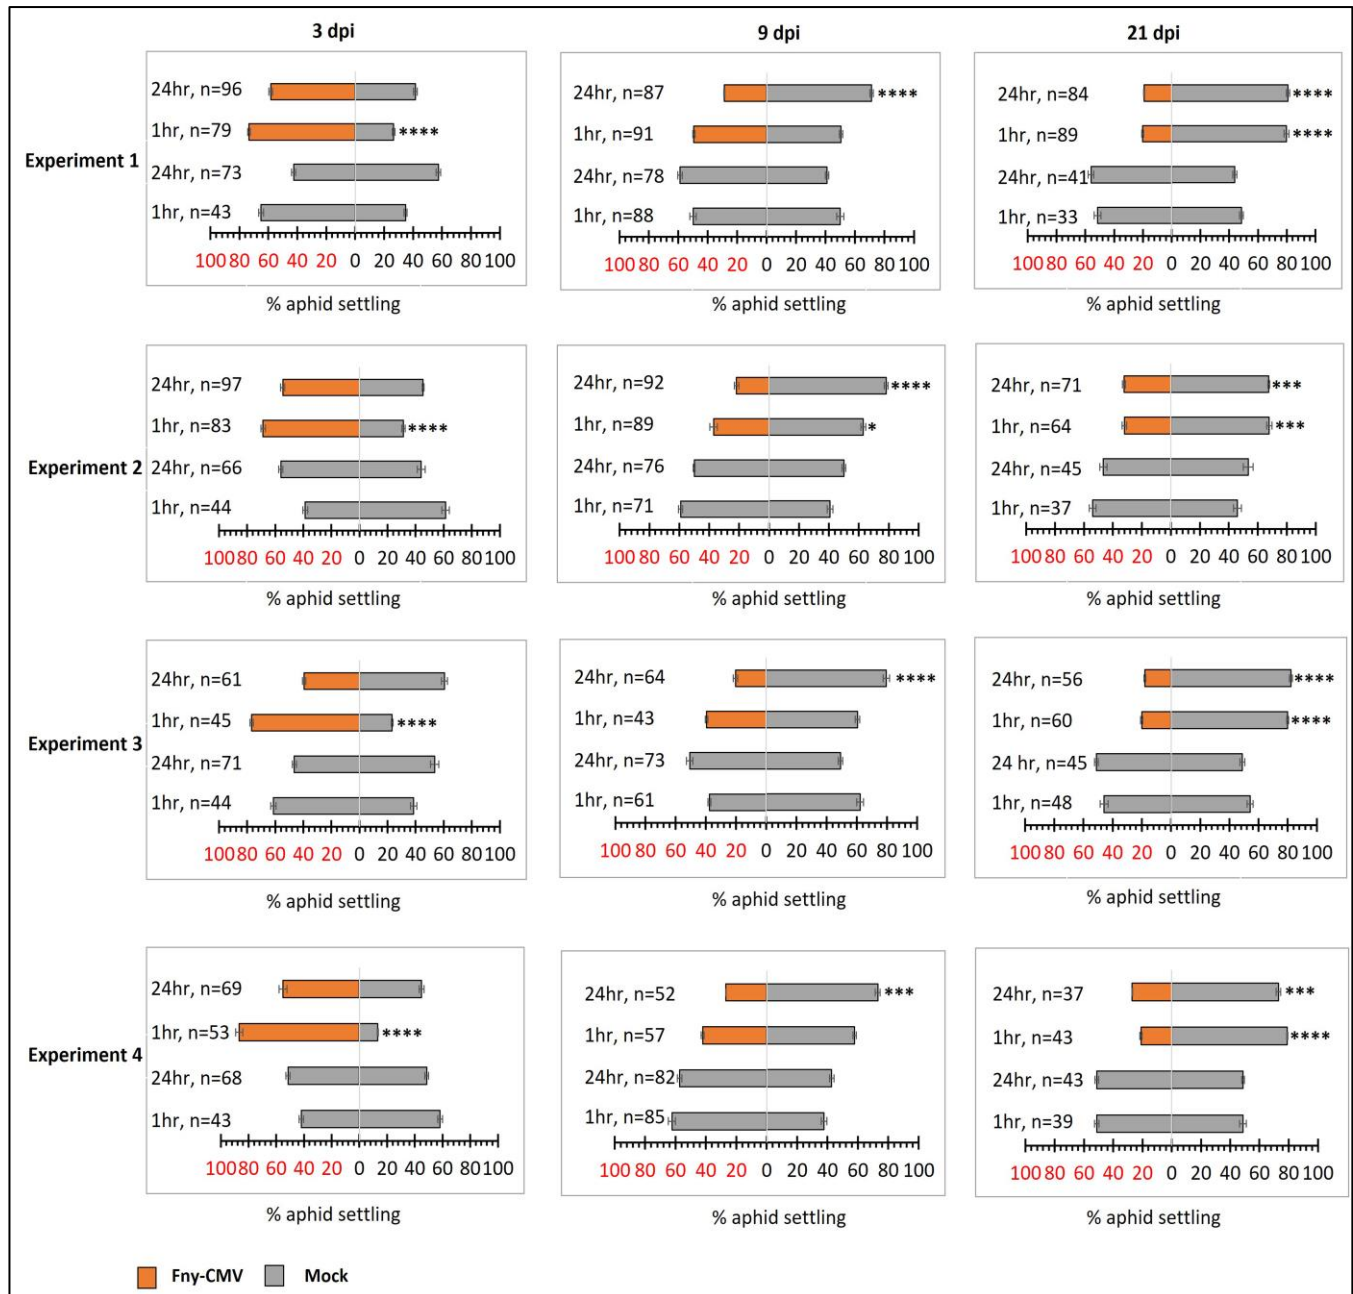 3 dpi 9 dpi 21 dpi
Experiment 1
24hr, n=96
1hr, n=79 ****
24hr, n=73
1hr, n=43
100 80 60 40 20 0 20 40 60 80 100
% aphid settling
24hr, n=87 ****
1hr, n=91
24hr, n=78
1hr, n=88
100 80 60 40 20 0 20 40 60 80 100
% aphid settling
24hr, n=84 ****
1hr, n=89 ****
24hr, n=41
1hr, n=33
100 80 60 40 20 0 20 40 60 80 100
% aphid settling
Experiment 2
24hr, n=97
1hr, n=83 ****
24hr, n=66
1hr, n=44
100 80 60 40 20 0 20 40 60 80 100
% aphid settling
24hr, n=92 ****
1hr, n=89 *
24hr, n=76
1hr, n=71
100 80 60 40 20 0 20 40 60 80 100
% aphid settling
24hr, n=71 ***
1hr, n=64 ***
24hr, n=45
1hr, n=37
100 80 60 40 20 0 20 40 60 80 100
% aphid settling
Experiment 3
24hr, n=61
1hr, n=45 ****
24hr, n=71
1hr, n=44
100 80 60 40 20 0 20 40 60 80 100
% aphid settling
24hr, n=64 ****
1hr, n=43
24hr, n=73
1hr, n=61
100 80 60 40 20 0 20 40 60 80 100
% aphid settling
24hr, n=56 ****
1hr, n=60 ****
24 hr, n=45
1hr, n=48
100 80 60 40 20 0 20 40 60 80 100
% aphid settling
Experiment 4
24hr, n=69
1hr, n=53 ****
24hr, n=68
1hr, n=43
100 80 60 40 20 0 20 40 60 80 100
% aphid settling
24hr, n=52 ***
1hr, n=57
24hr, n=82
1hr, n=85
100 80 60 40 20 0 20 40 60 80 100
% aphid settling
24hr, n=37 ***
1hr, n=43 ****
24hr, n=43
1hr, n=39
100 80 60 40 20 0 20 40 60 80 100
% aphid settling
Fny-CMV Mock